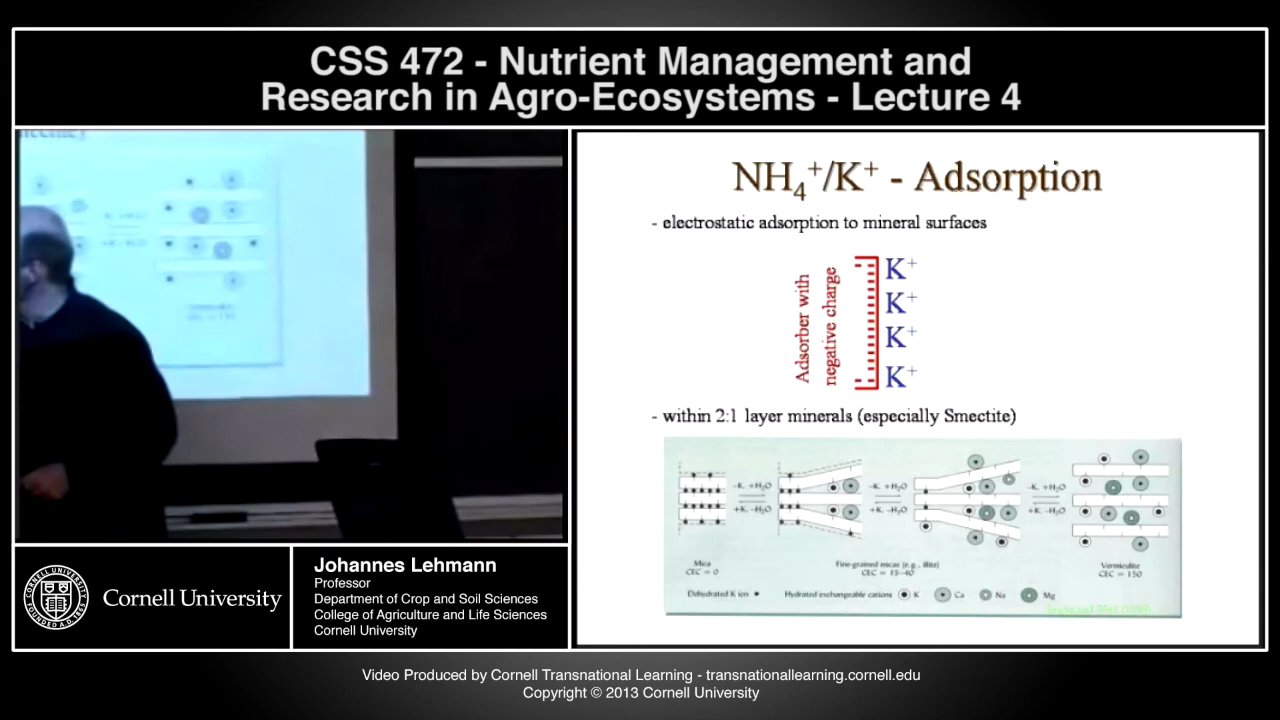 CSS 472 - Nutrient Management and
Research in Agro-Ecosystems - Lecture 4
NH₄⁺/K⁺ - Adsorption
- electrostatic adsorption to mineral surfaces
Adsorber with
negative charge
K⁺
K⁺
K⁺
K⁺
- within 2:1 layer minerals (especially Smectite)
-K, +H₂O
+K, -H₂O
-K, +H₂O
+K, -H₂O
-K, +H₂O
+K, -H₂O
Mica
CEC = 0
Fine-grained micas (e.g., illite)
CEC = 15-40
Vermiculite
CEC = 150
Dehydrated K ion
Hydrated exchangeable cations
K
Ca
Na
Mg
Cornell University
Johannes Lehmann
Professor
Department of Crop and Soil Sciences
College of Agriculture and Life Sciences
Cornell University
Video Produced by Cornell Transnational Learning - transnationallearning.cornell.edu
Copyright © 2013 Cornell University